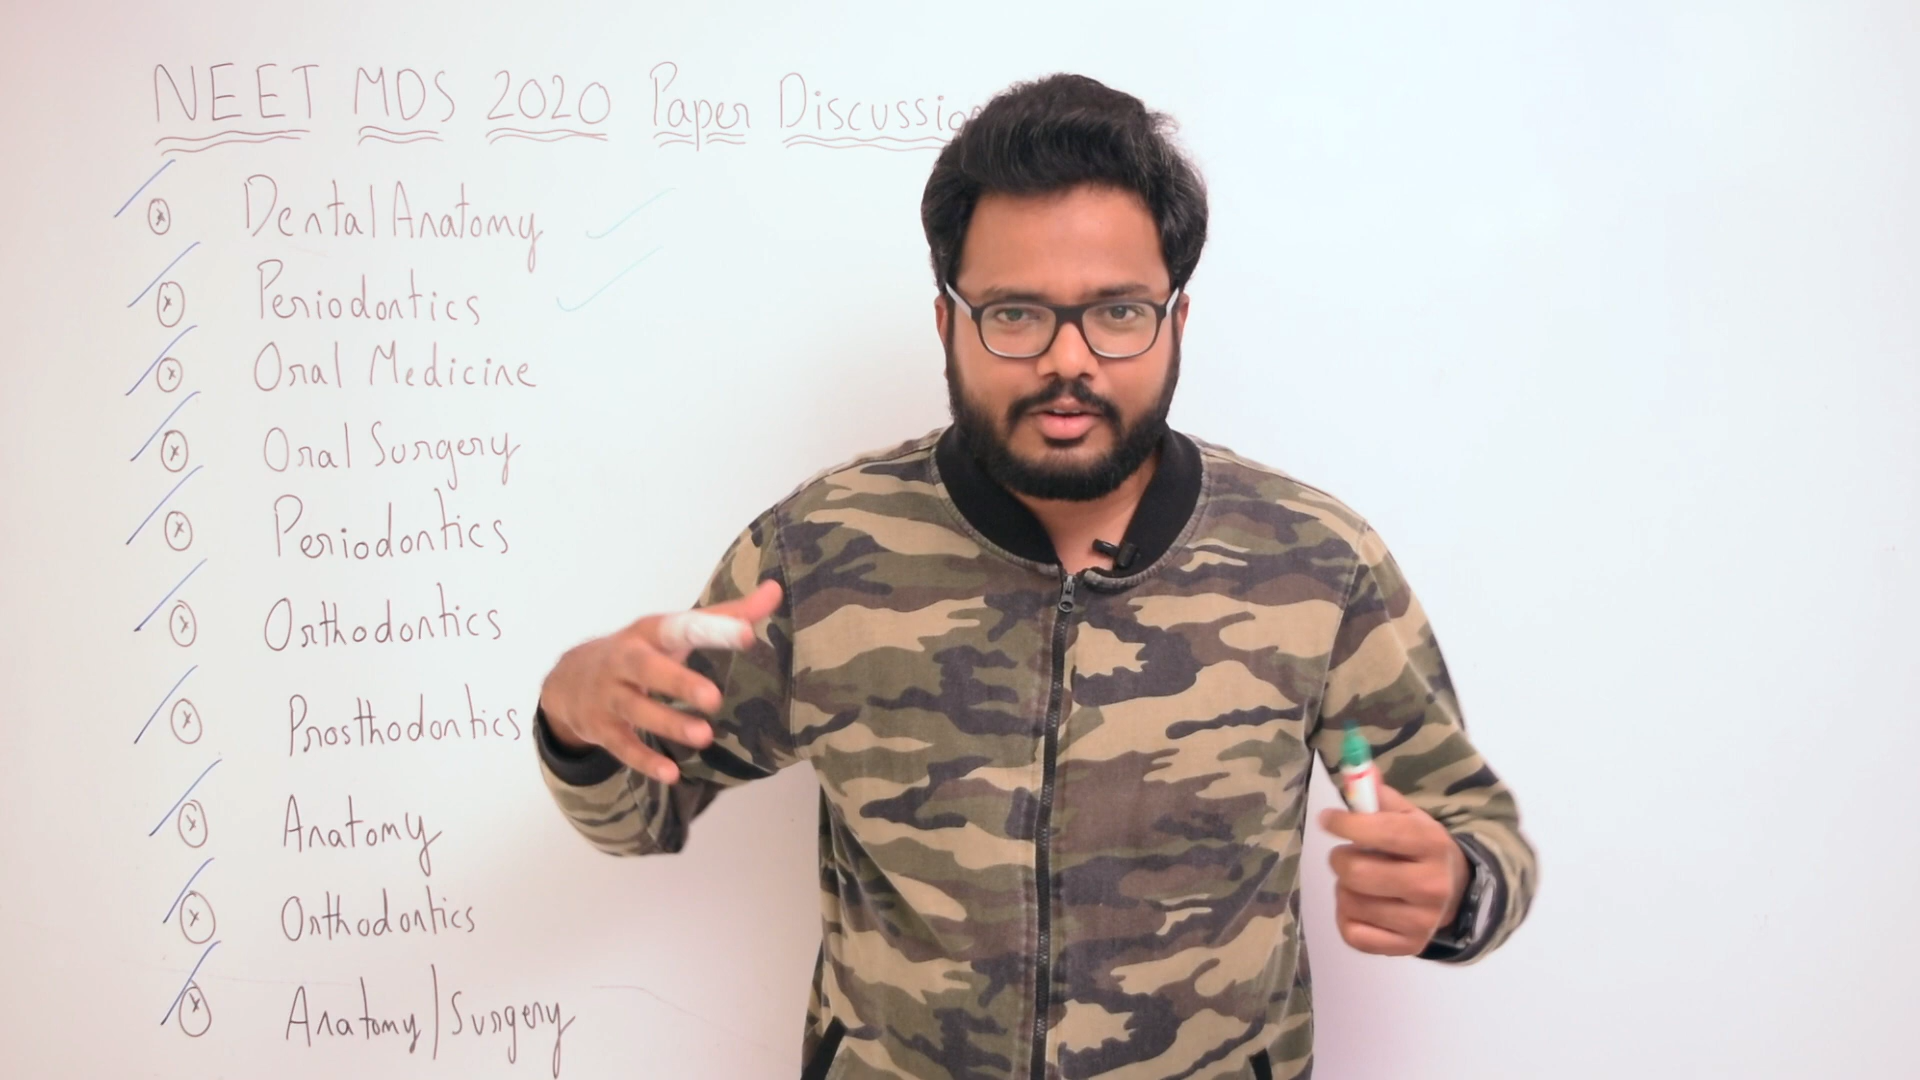 NEET MDS 2020 Paper Discussion
Dental Anatomy
Periodontics
Oral Medicine
Oral Surgery
Periodontics
Orthodontics
Prosthodontics
Anatomy
Orthodontics
Anatomy/Surgery